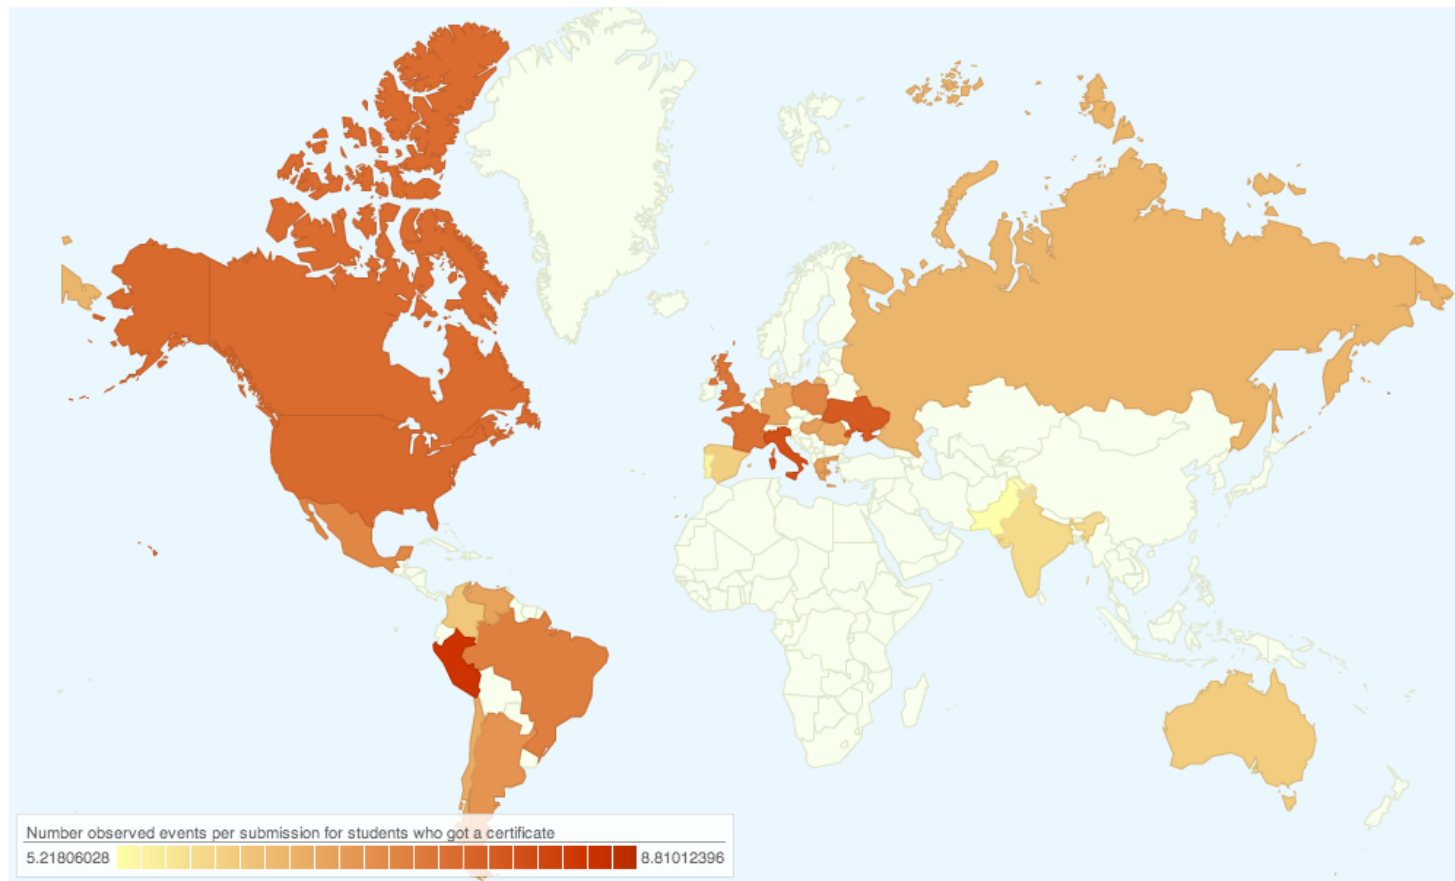 Number observed events per submission for students who got a certificate
5.21806028 8.81012396